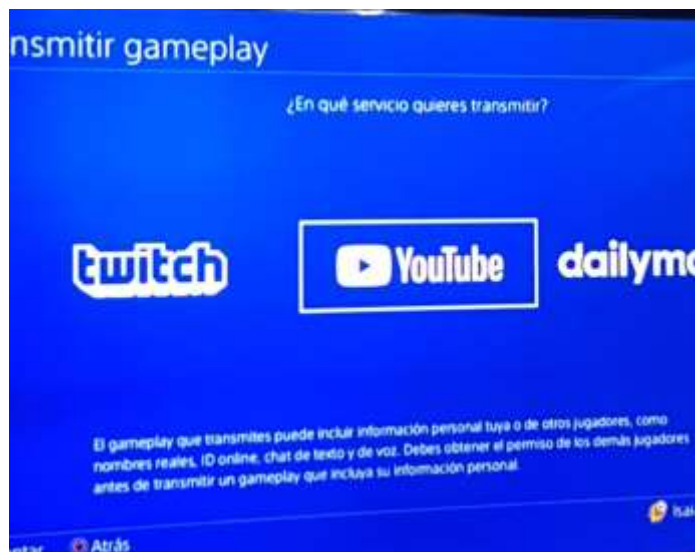 nsmitir gameplay
¿En qué servicio quieres transmitir?
twitch
YouTube
dailymo
El gameplay que transmites puede incluir información personal tuya o de otros jugadores, como
nombres reales, ID online, chat de texto y de voz. Debes obtener el permiso de los demás jugadores
antes de transmitir un gameplay que incluya su información personal.
Isai
Atrás